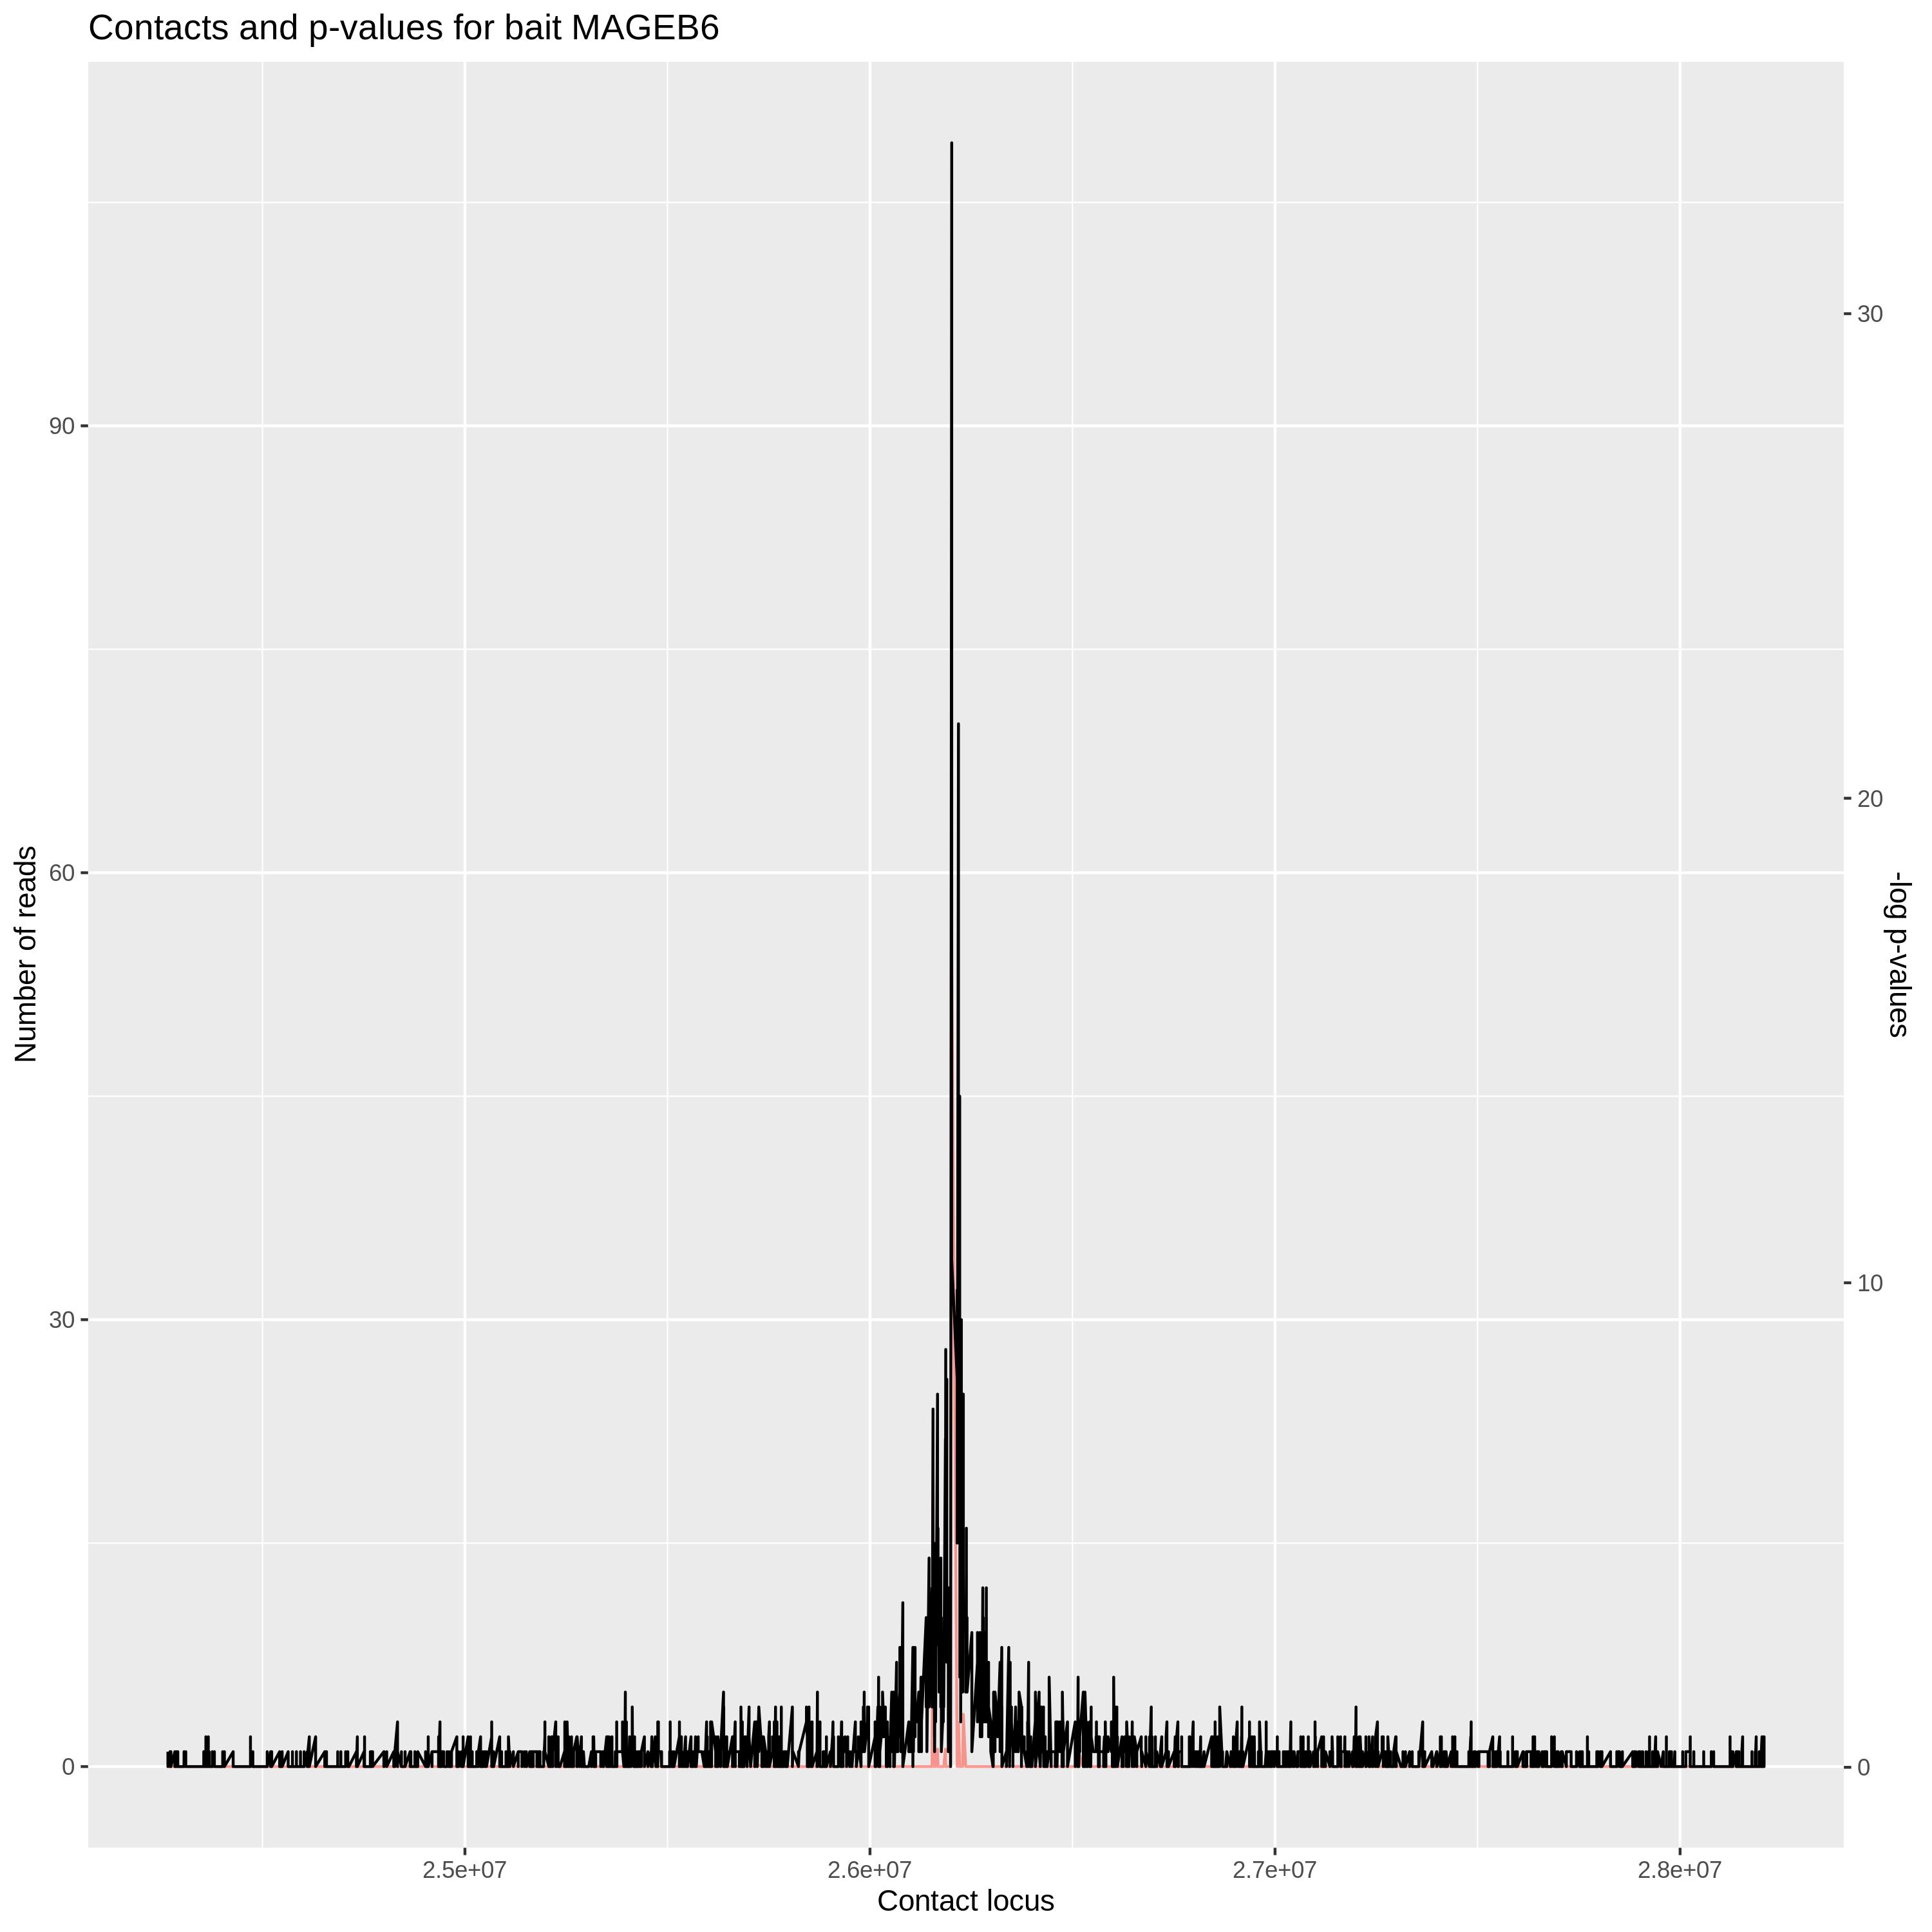 Contacts and p-values for bait MAGEB6
90
60
30
0
30
20
10
0
Number of reads
-log p-values
2.5e+07 2.6e+07 2.7e+07 2.8e+07
Contact locus